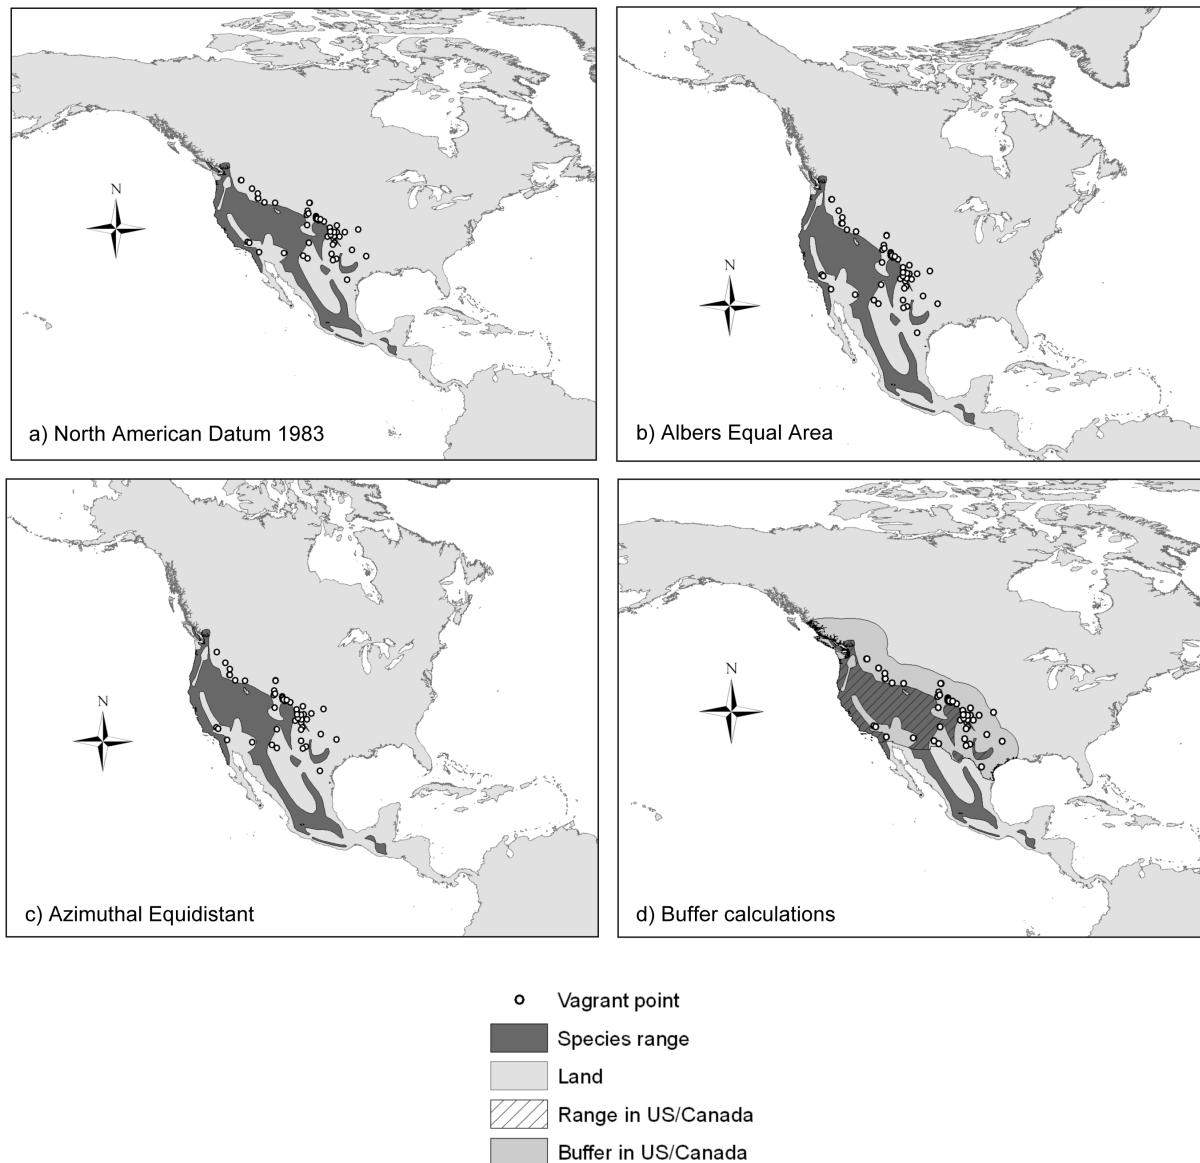 N
a) North American Datum 1983
N
b) Albers Equal Area
N
c) Azimuthal Equidistant
N
d) Buffer calculations
Vagrant point
Species range
Land
Range in US/Canada
Buffer in US/Canada